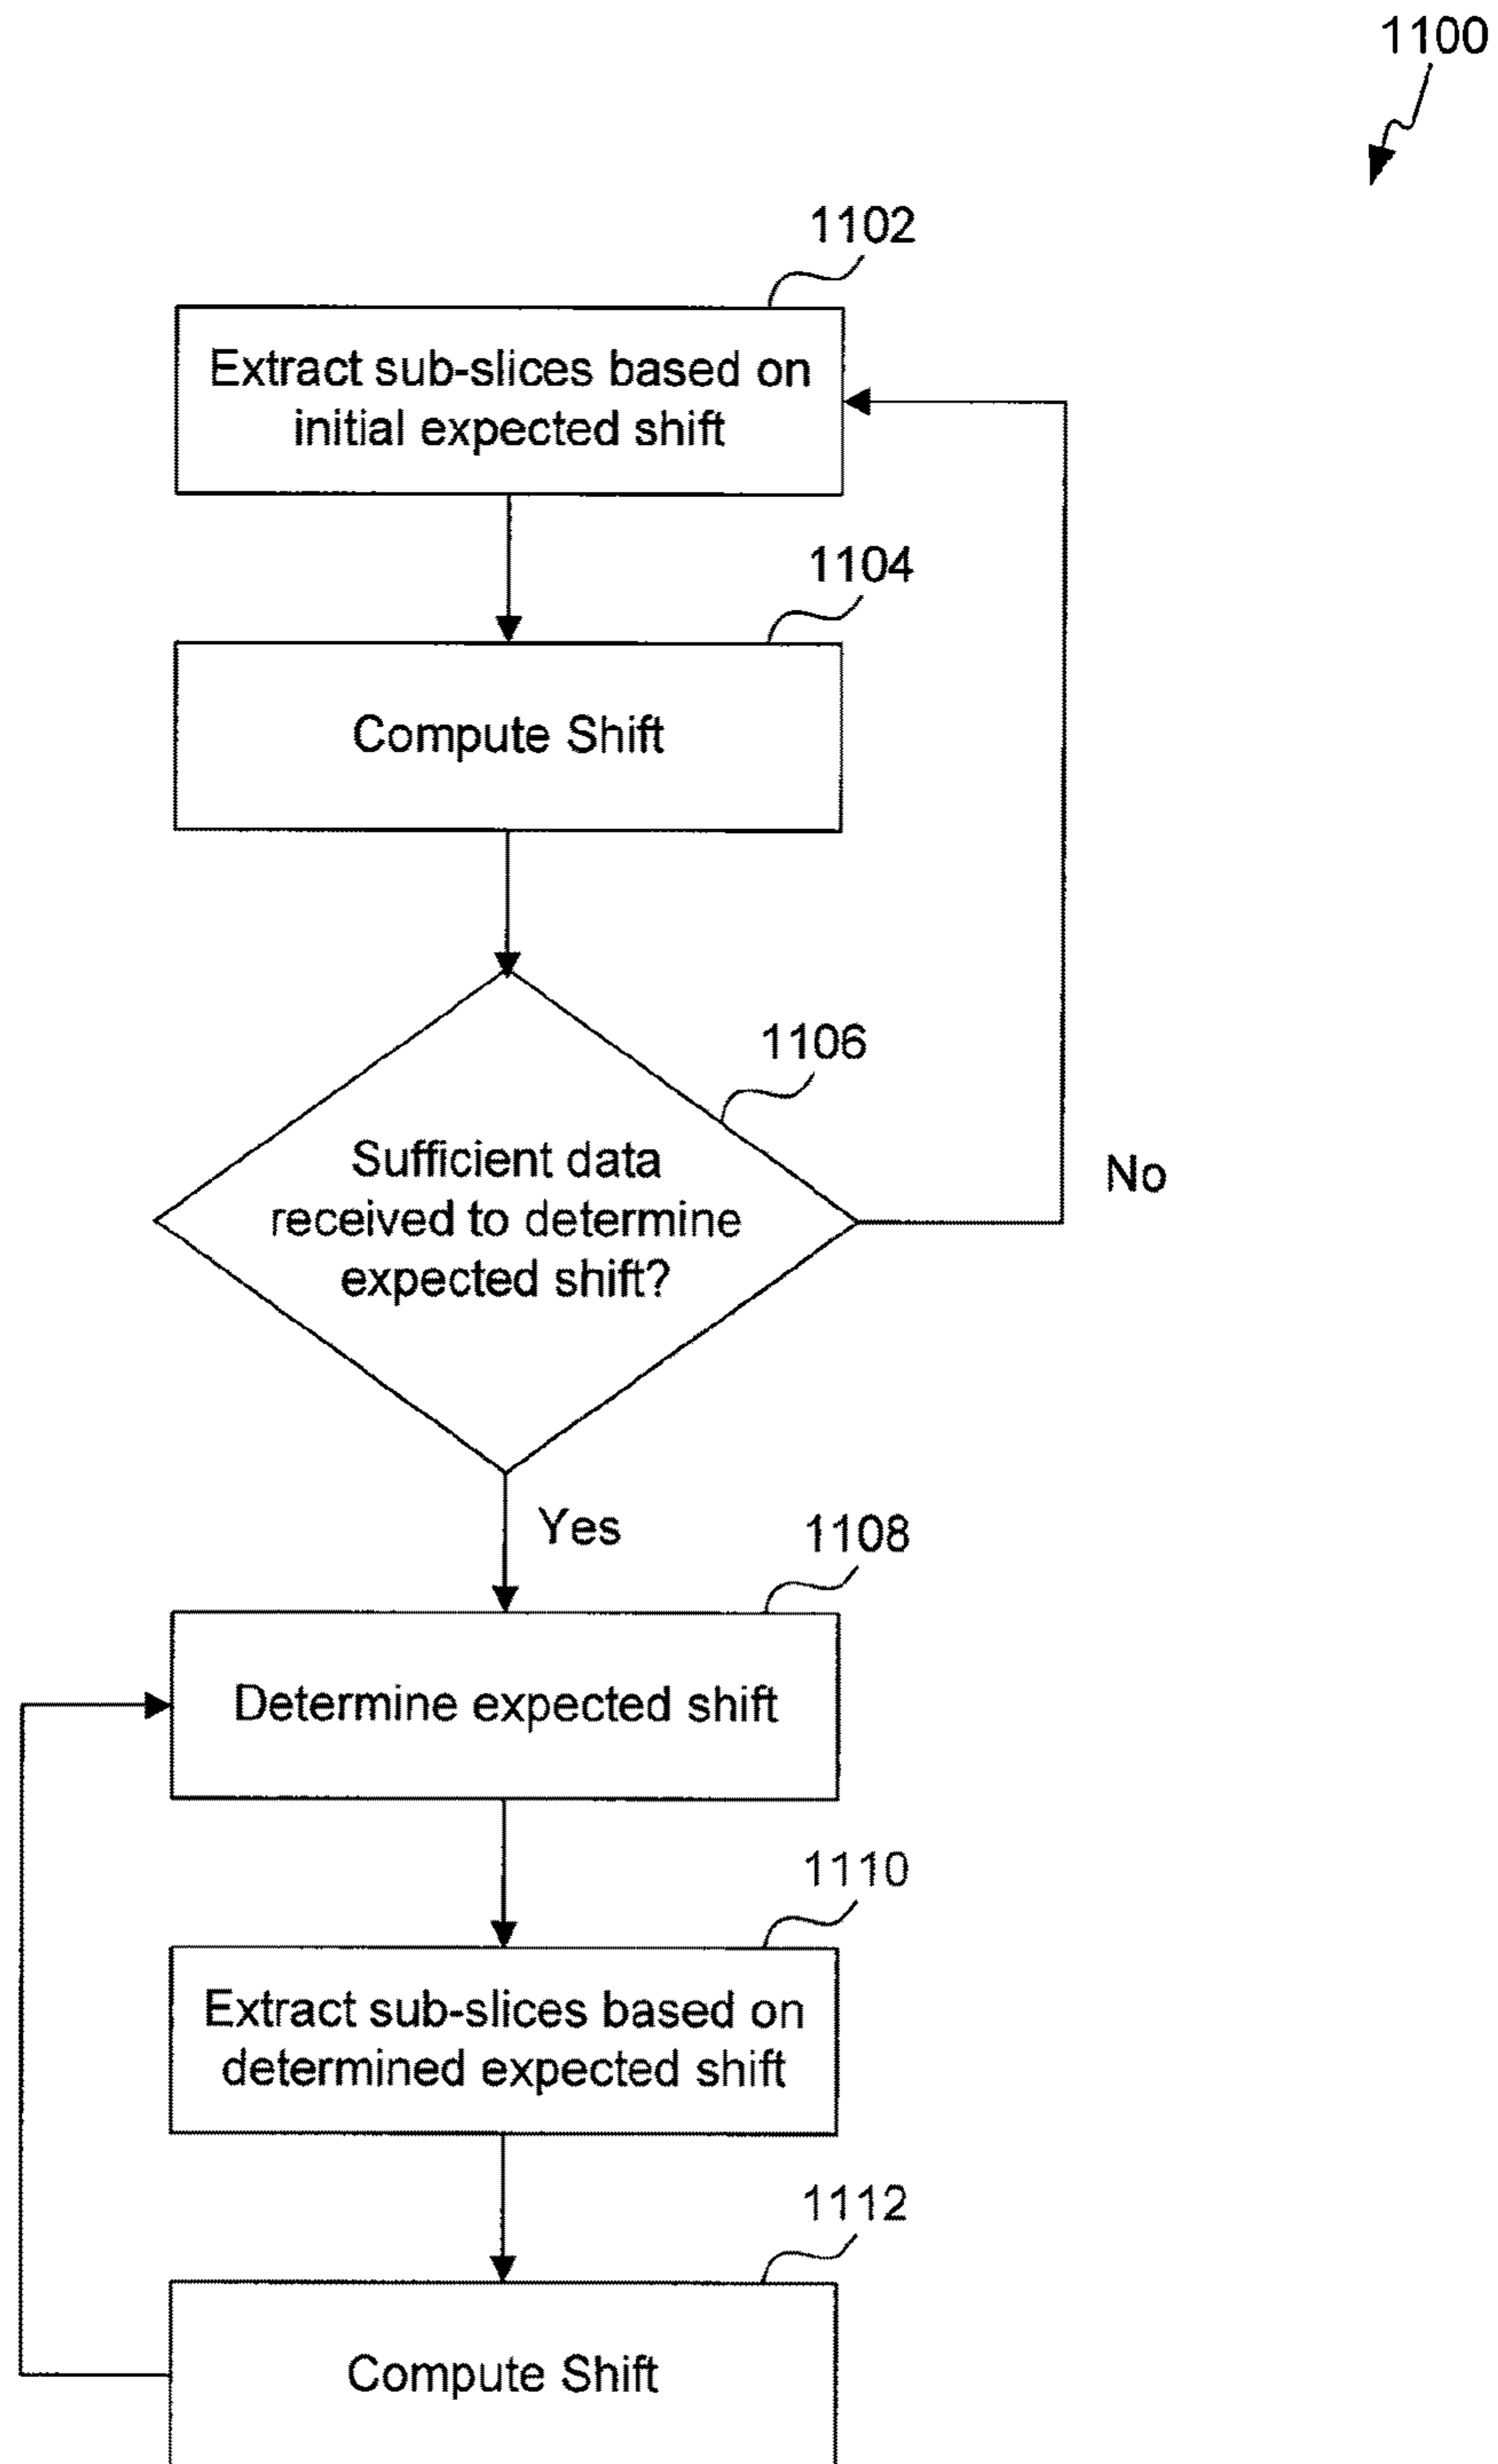 1100
1102
Extract sub-slices based on
initial expected shift
1104
Compute Shift
1106
Sufficient data
received to determine
expected shift?
No
Yes
1108
Determine expected shift
1110
Extract sub-slices based on
determined expected shift
1112
Compute Shift